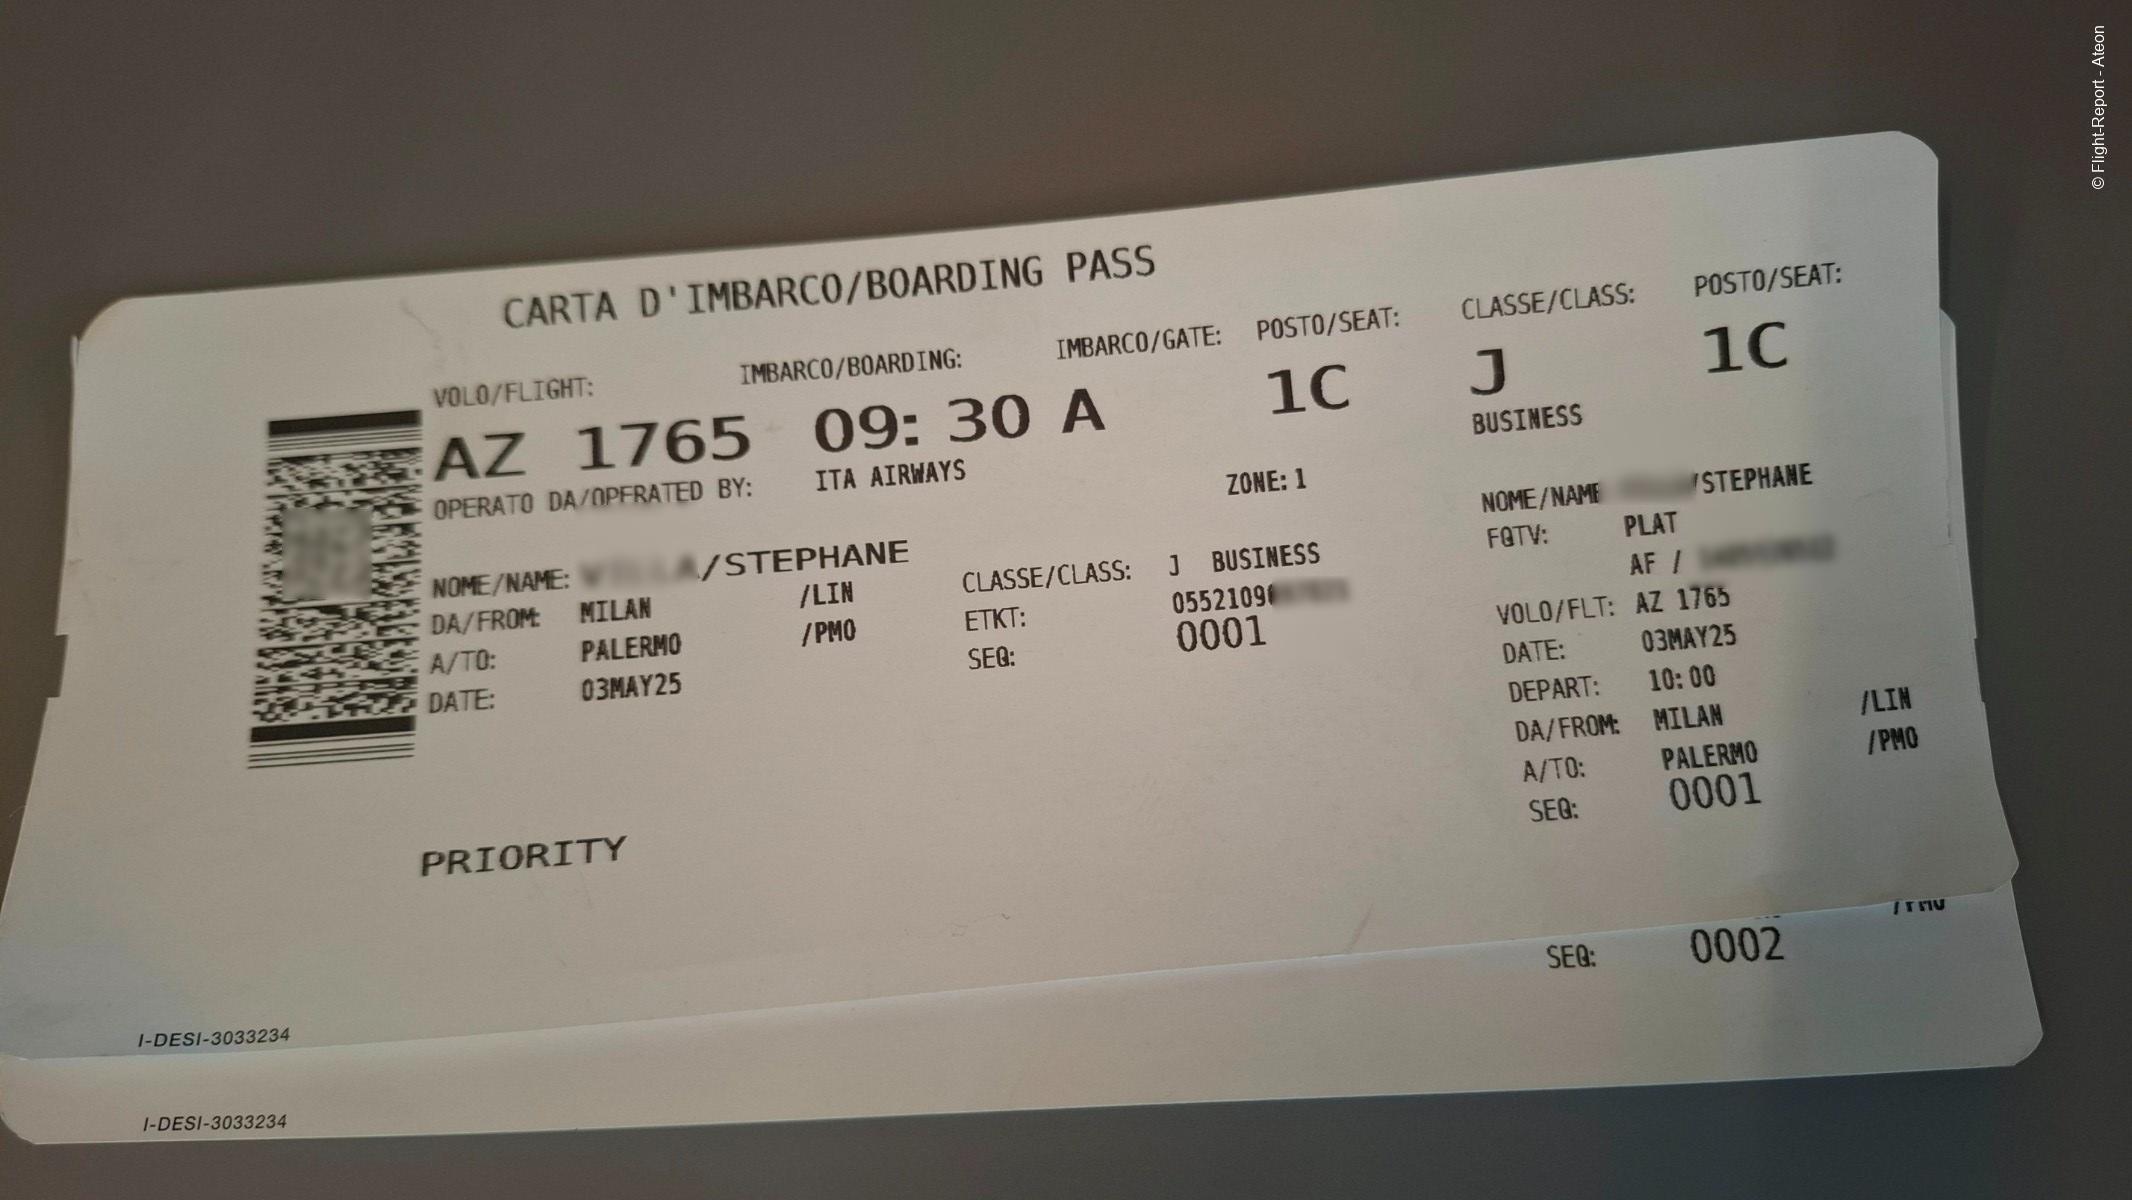 © Flight-Report - Ateon
CARTA D'IMBARCO/BOARDING PASS
VOLO/FLIGHT: IMBARCO/BOARDING: IMBARCO/GATE: POSTO/SEAT: CLASSE/CLASS: POSTO/SEAT:
AZ 1765 09:30 A 1C J 1C
OPERATO DA/OPERATED BY: ITA AIRWAYS BUSINESS
ZONE: 1
NOME/NAME: /STEPHANE
DA/FROM: MILAN /LIN
A/TO: PALERMO /PMO
DATE: 03MAY25
CLASSE/CLASS: J BUSINESS
ETKT: 0552109
SEQ: 0001
PRIORITY
I-DESI-3033234
NOME/NAME /STEPHANE
FQTV: PLAT
AF /
VOLO/FLT: AZ 1765
DATE: 03MAY25
DEPART: 10:00
DA/FROM: MILAN /LIN
A/TO: PALERMO /PMO
SEQ: 0001
SEQ: 0002
I-DESI-3033234